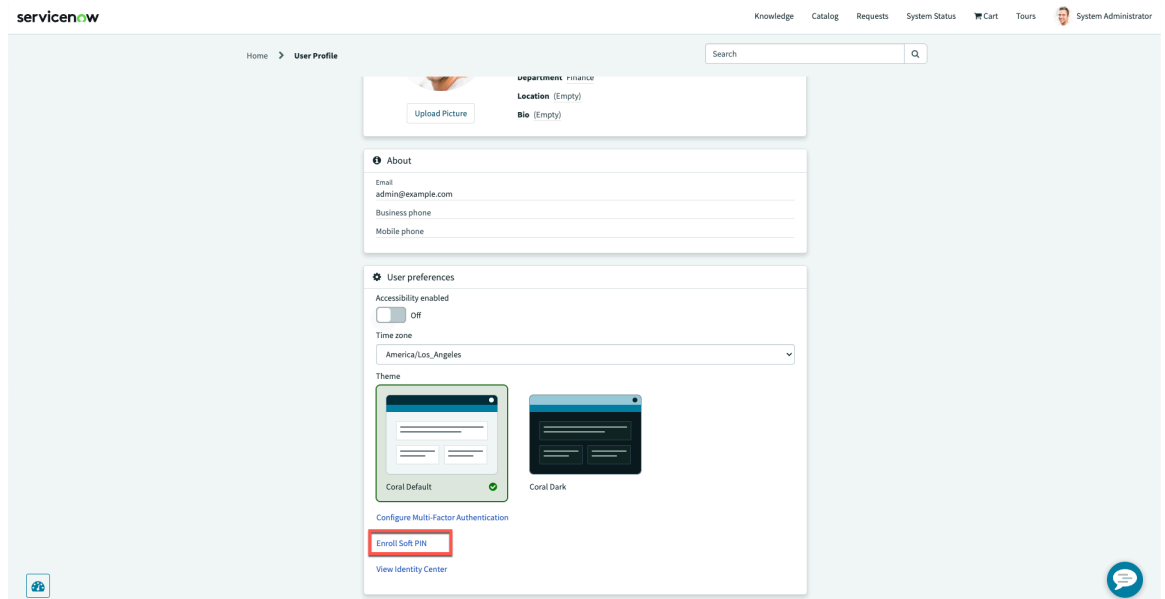 servicenow
Knowledge Catalog Requests System Status Cart Tours System Administrator
Home > User Profile
Search
Department Finance
Location (Empty)
Upload Picture
Bio (Empty)
About
Email
admin@example.com
Business phone
Mobile phone
User preferences
Accessibility enabled
Off
Time zone
America/Los_Angeles
Theme
Coral Default
Coral Dark
Configure Multi-Factor Authentication
Enroll Soft PIN
View Identity Center